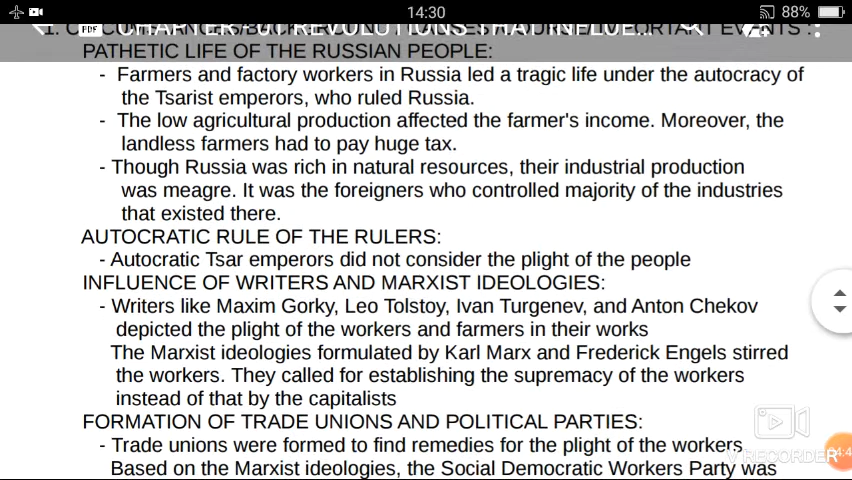 14:30
88%
PATHETIC LIFE OF THE RUSSIAN PEOPLE:
- Farmers and factory workers in Russia led a tragic life under the autocracy of
the Tsarist emperors, who ruled Russia.
- The low agricultural production affected the farmer's income. Moreover, the
landless farmers had to pay huge tax.
- Though Russia was rich in natural resources, their industrial production
was meagre. It was the foreigners who controlled majority of the industries
that existed there.
AUTOCRATIC RULE OF THE RULERS:
- Autocratic Tsar emperors did not consider the plight of the people
INFLUENCE OF WRITERS AND MARXIST IDEOLOGIES:
- Writers like Maxim Gorky, Leo Tolstoy, Ivan Turgenev, and Anton Chekov
depicted the plight of the workers and farmers in their works
The Marxist ideologies formulated by Karl Marx and Frederick Engels stirred
the workers. They called for establishing the supremacy of the workers
instead of that by the capitalists
FORMATION OF TRADE UNIONS AND POLITICAL PARTIES:
- Trade unions were formed to find remedies for the plight of the workers
Based on the Marxist ideologies, the Social Democratic Workers Party was
V RECORDER